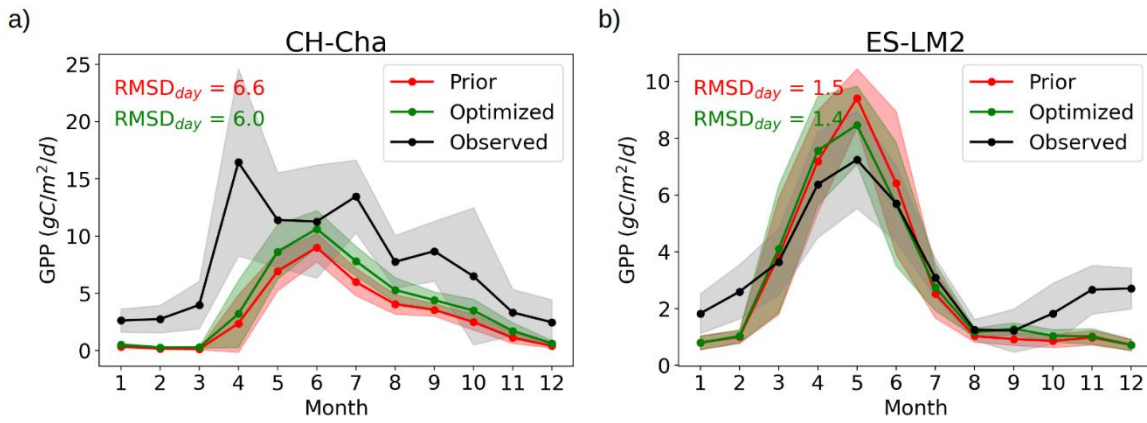 a)
CH-Cha
RMSD_day = 6.6
RMSD_day = 6.0
Prior
Optimized
Observed
GPP (gC/m²/d)
25
20
15
10
5
0
1 2 3 4 5 6 7 8 9 10 11 12
Month
b)
ES-LM2
RMSD_day = 1.5
RMSD_day = 1.4
Prior
Optimized
Observed
GPP (gC/m²/d)
10
8
6
4
2
0
1 2 3 4 5 6 7 8 9 10 11 12
Month